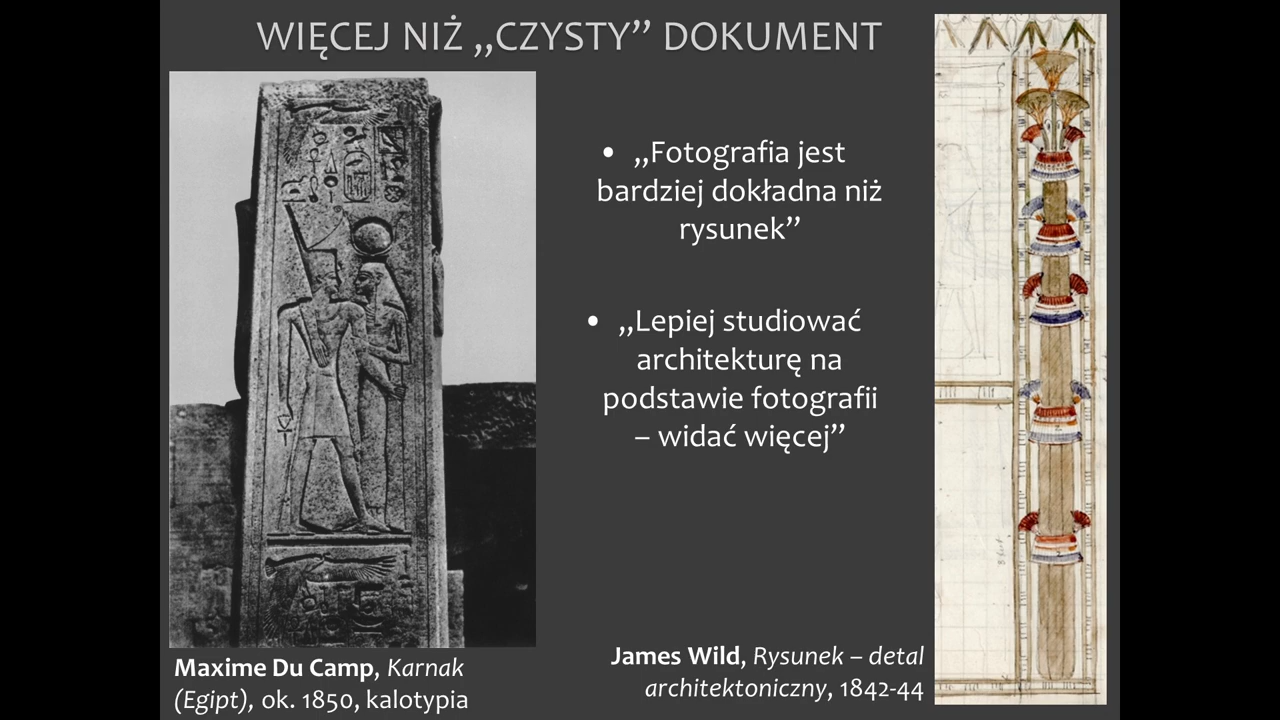 WIĘCEJ NIŻ „CZYSTY” DOKUMENT
• „Fotografia jest
bardziej dokładna niż
rysunek”
• „Lepiej studiować
architekturę na
podstawie fotografii
– widać więcej”
Maxime Du Camp, Karnak
(Egipt), ok. 1850, kalotypia
James Wild, Rysunek – detal
architektoniczny, 1842-44